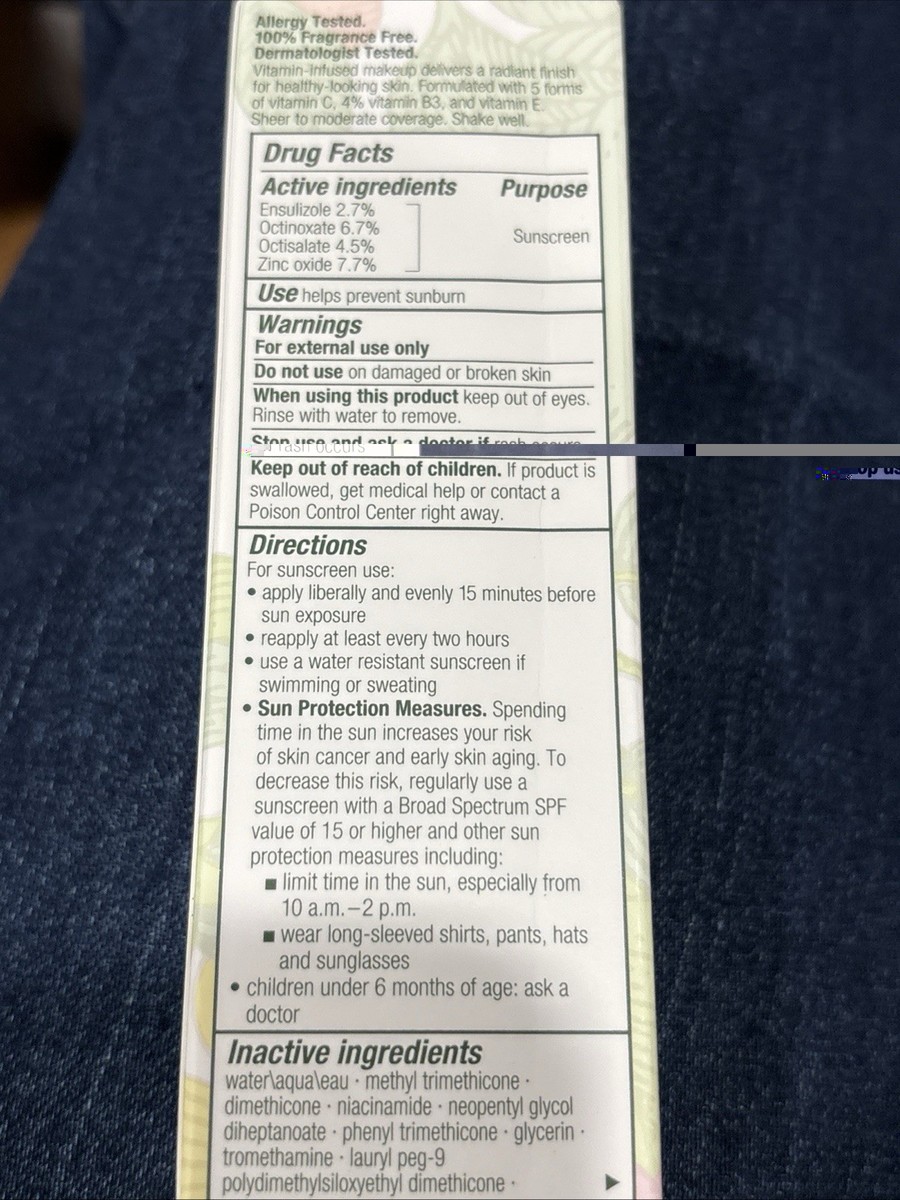 Allergy Tested.
100% Fragrance Free.
Dermatologist Tested.
Vitamin-infused makeup delivers a radiant finish
for healthy-looking skin. Formulated with 5 forms
of vitamin C, 4% vitamin B3, and vitamin E.
Sheer to moderate coverage. Shake well.
Drug Facts
Active ingredients Purpose
Ensulizole 2.7%
Octinoxate 6.7%
Octisalate 4.5%
Zinc oxide 7.7%
Sunscreen
Use helps prevent sunburn
Warnings
For external use only
Do not use on damaged or broken skin
When using this product keep out of eyes.
Rinse with water to remove.
Stop use and ask a doctor if rash occurs
rash occurs
Keep out of reach of children. If product is
swallowed, get medical help or contact a
Poison Control Center right away.
Directions
For sunscreen use:
• apply liberally and evenly 15 minutes before
sun exposure
• reapply at least every two hours
• use a water resistant sunscreen if
swimming or sweating
• Sun Protection Measures. Spending
time in the sun increases your risk
of skin cancer and early skin aging. To
decrease this risk, regularly use a
sunscreen with a Broad Spectrum SPF
value of 15 or higher and other sun
protection measures including:
■ limit time in the sun, especially from
10 a.m.–2 p.m.
■ wear long-sleeved shirts, pants, hats
and sunglasses
• children under 6 months of age: ask a
doctor
Inactive ingredients
water\aqua\eau · methyl trimethicone ·
dimethicone · niacinamide · neopentyl glycol
diheptanoate · phenyl trimethicone · glycerin ·
tromethamine · lauryl peg-9
polydimethylsiloxyethyl dimethicone ·